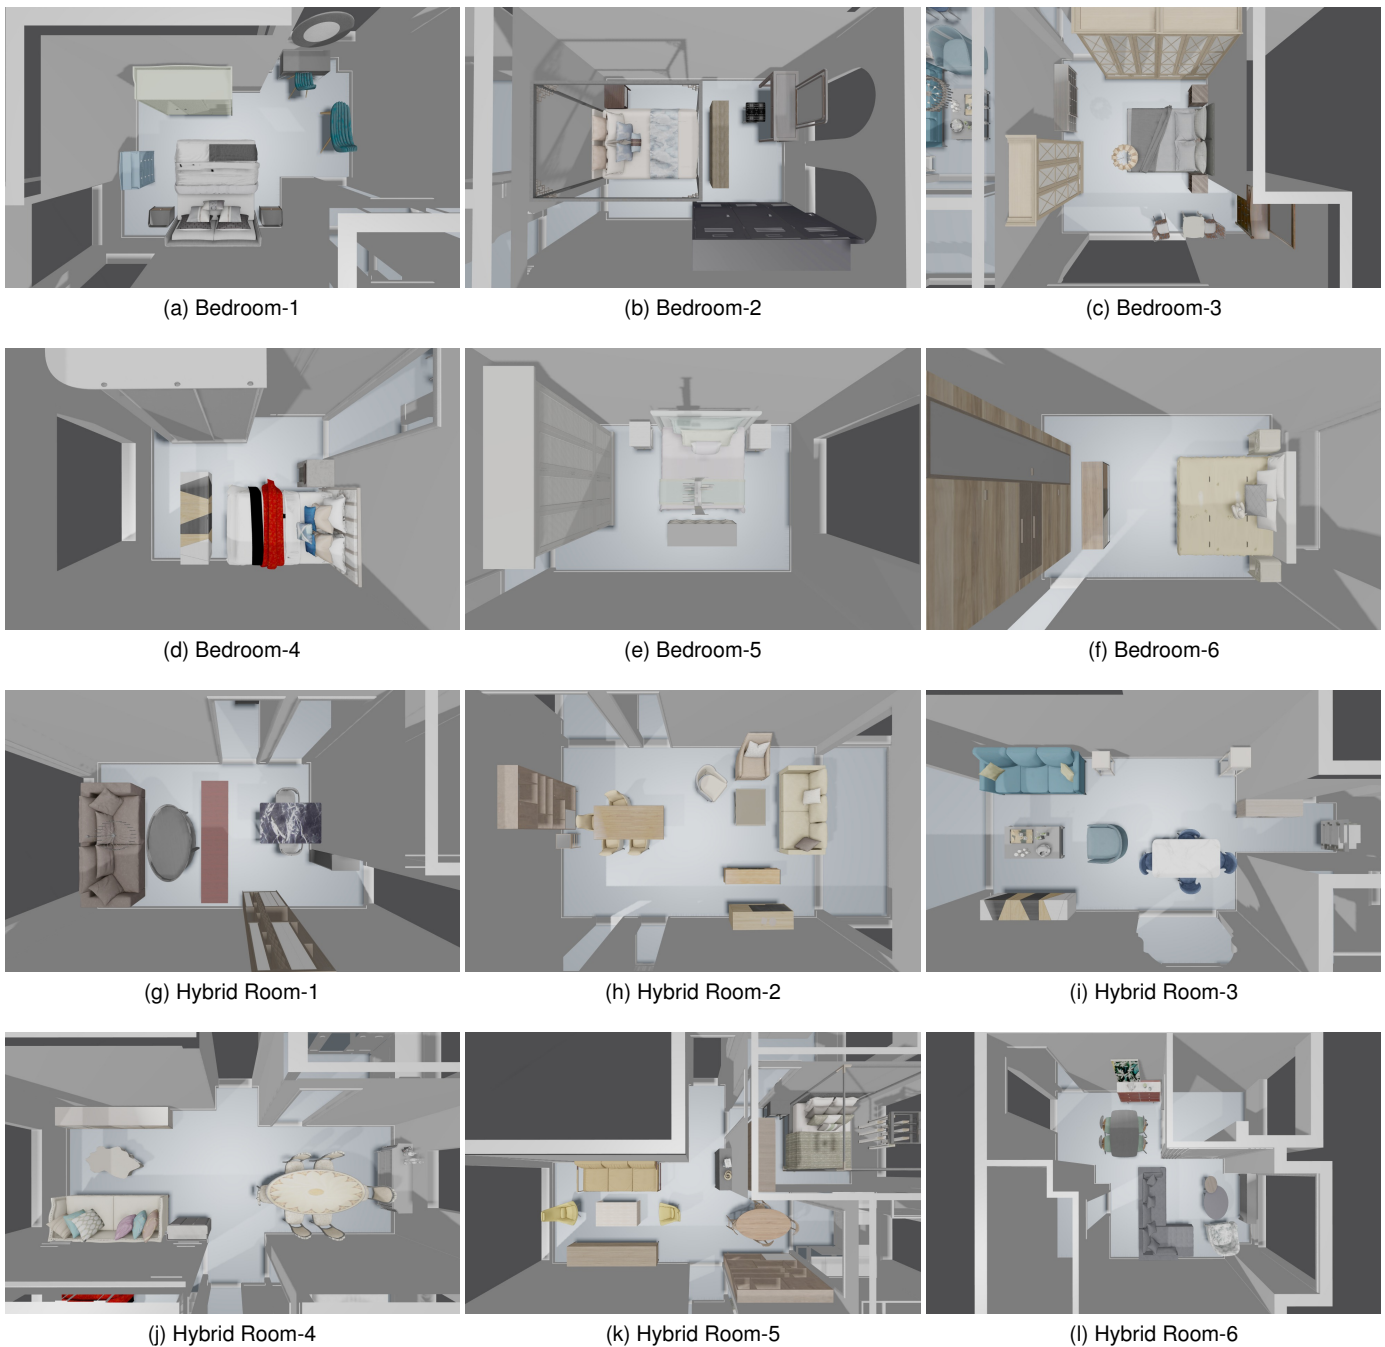 (a) Bedroom-1
(b) Bedroom-2
(c) Bedroom-3
(d) Bedroom-4
(e) Bedroom-5
(f) Bedroom-6
(g) Hybrid Room-1
(h) Hybrid Room-2
(i) Hybrid Room-3
(j) Hybrid Room-4
(k) Hybrid Room-5
(l) Hybrid Room-6